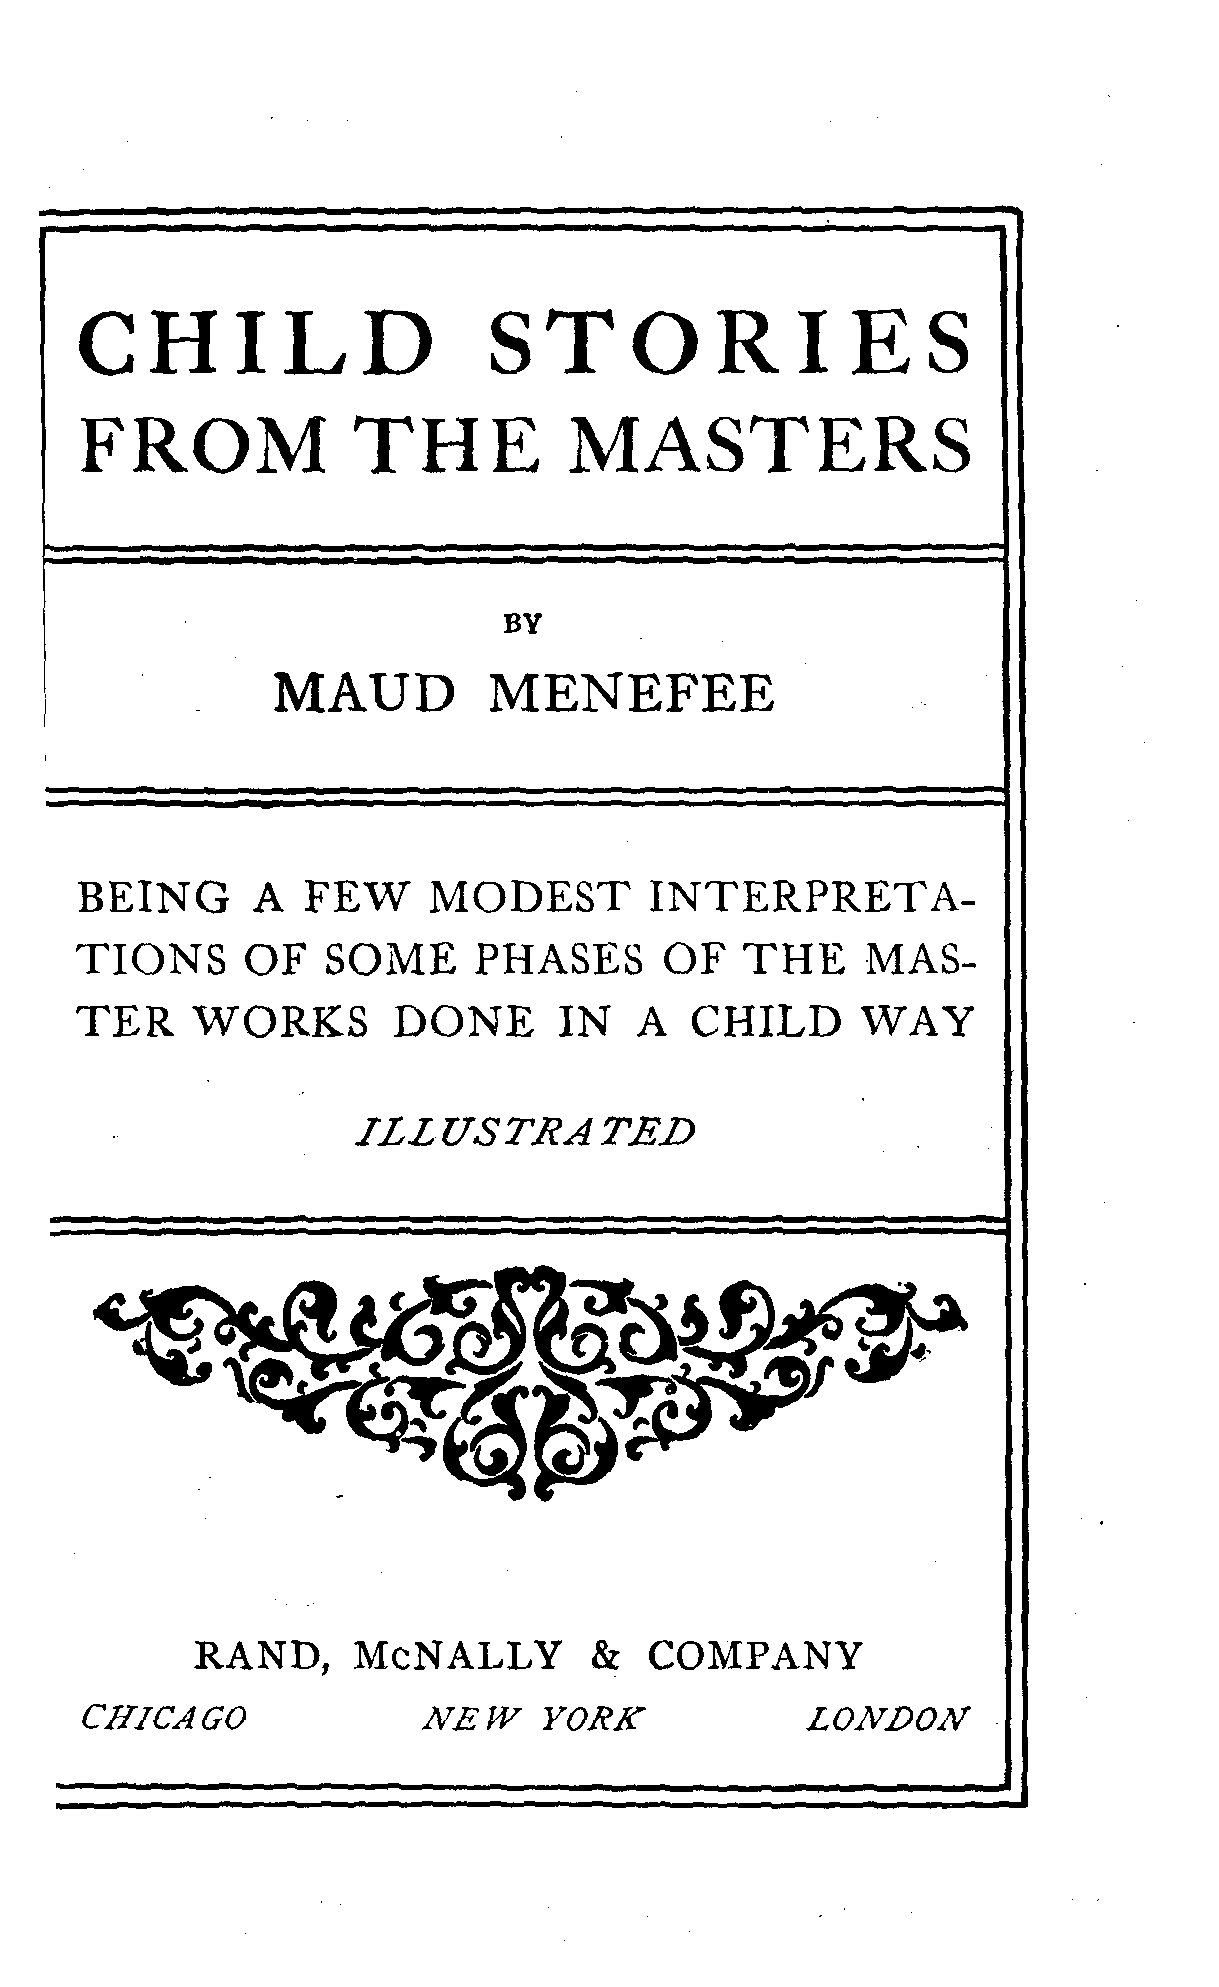 CHILD STORIES
FROM THE MASTERS
BY
MAUD MENEFEE
BEING A FEW MODEST INTERPRETA-
TIONS OF SOME PHASES OF THE MAS-
TER WORKS DONE IN A CHILD WAY
ILLUSTRATED
RAND, McNALLY & COMPANY
CHICAGO NEW YORK LONDON